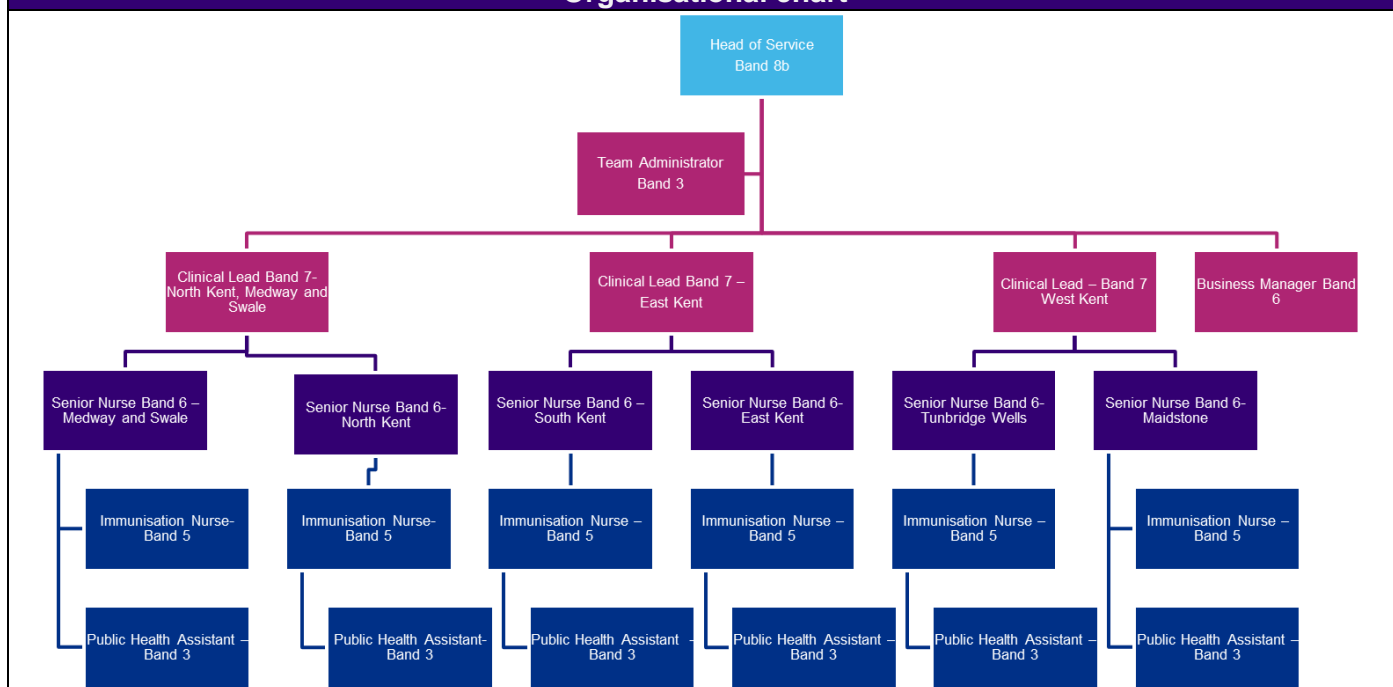 Organisational chart
Head of Service
Band 8b
Team Administrator
Band 3
Clinical Lead Band 7-
North Kent, Medway and
Swale
Clinical Lead Band 7 –
East Kent
Clinical Lead – Band 7
West Kent
Business Manager Band
6
Senior Nurse Band 6 –
Medway and Swale
Senior Nurse Band 6-
North Kent
Senior Nurse Band 6 –
South Kent
Senior Nurse Band 6-
East Kent
Senior Nurse Band 6-
Tunbridge Wells
Senior Nurse Band 6-
Maidstone
Immunisation Nurse-
Band 5
Immunisation Nurse-
Band 5
Immunisation Nurse –
Band 5
Immunisation Nurse –
Band 5
Immunisation Nurse –
Band 5
Immunisation Nurse –
Band 5
Public Health Assistant –
Band 3
Public Health Assistant-
Band 3
Public Health Assistant -
Band 3
Public Health Assistant –
Band 3
Public Health Assistant –
Band 3
Public Health Assistant –
Band 3